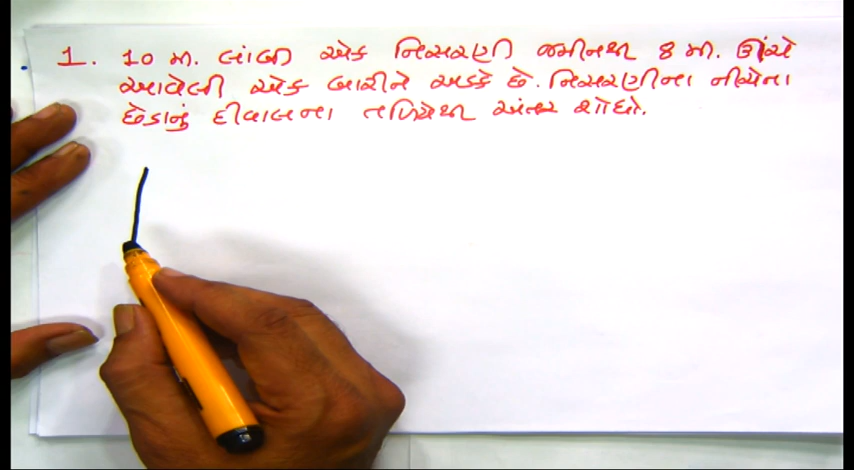 1. 10 મી. લાંબી એક નિસરણી જમીનથી 8 મી. ઊંચે
આવેલી એક બારીને અડકે છે. નિસરણીના નીચેના
છેડાનું દીવાલના તળિયેથી અંતર શોધો.